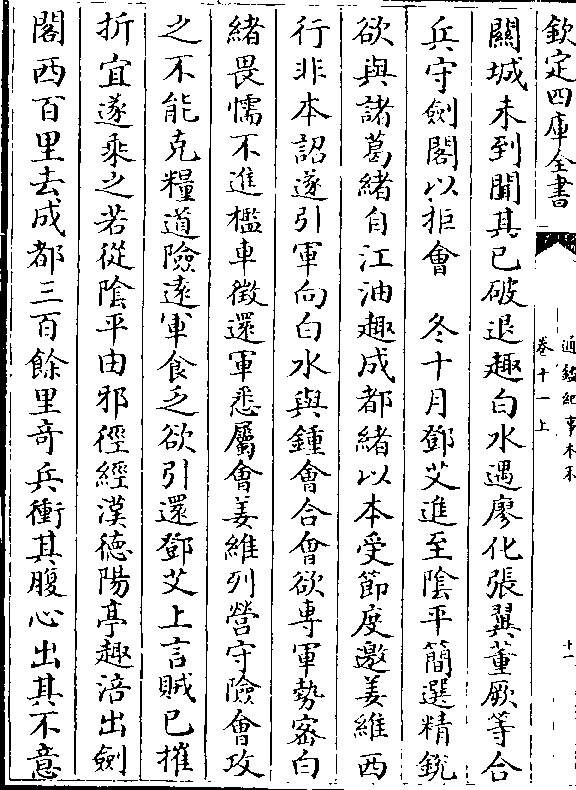 欽定四庫全書
通鑑紀事本末
卷十一上
十一
關城未到聞其已破退趣白水遇廖化張翼董厥等合
兵守劍閣以拒會　冬十月鄧艾進至陰平簡選精銳
欲與諸葛緒自江油趣成都緒以本受節度邀姜維西
行非本詔遂引軍向白水與鍾會合會欲專軍勢宻白
緒畏懦不進檻車徵還軍悉屬會姜維列營守險會攻
之不能克糧道險遠軍食乏欲引還鄧艾上言賊已摧
折宜遂乘之若從陰平由邪徑經漢徳陽亭趣涪出劍
閣西百里去成都三百餘里奇兵衝其腹心出其不意